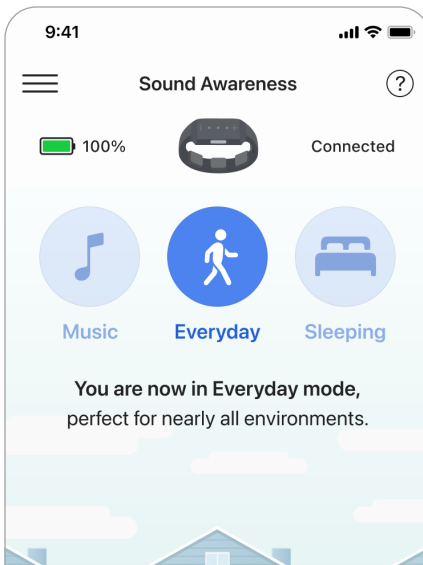 9:41
Sound Awareness
?
100%
Connected
Music
Everyday
Sleeping
You are now in Everyday mode,
perfect for nearly all environments.